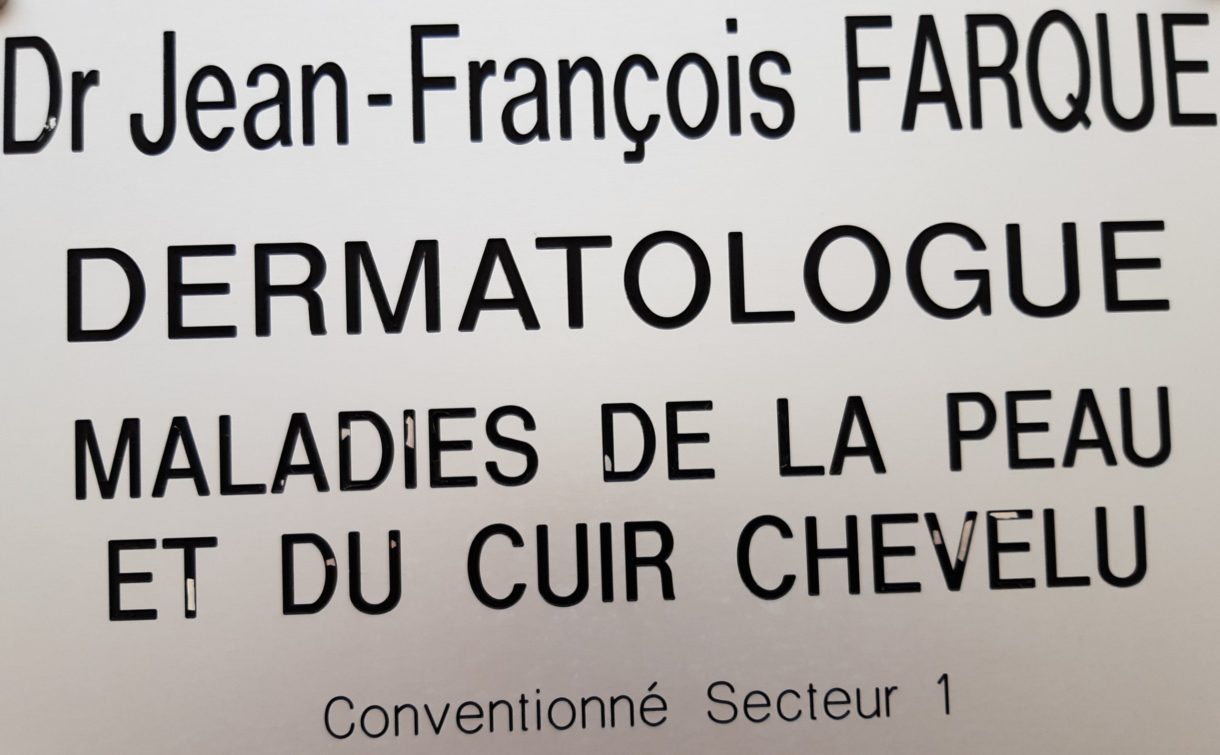 Dr Jean-François FARQUE
DERMATOLOGUE
MALADIES DE LA PEAU
ET DU CUIR CHEVELU
Conventionné Secteur 1